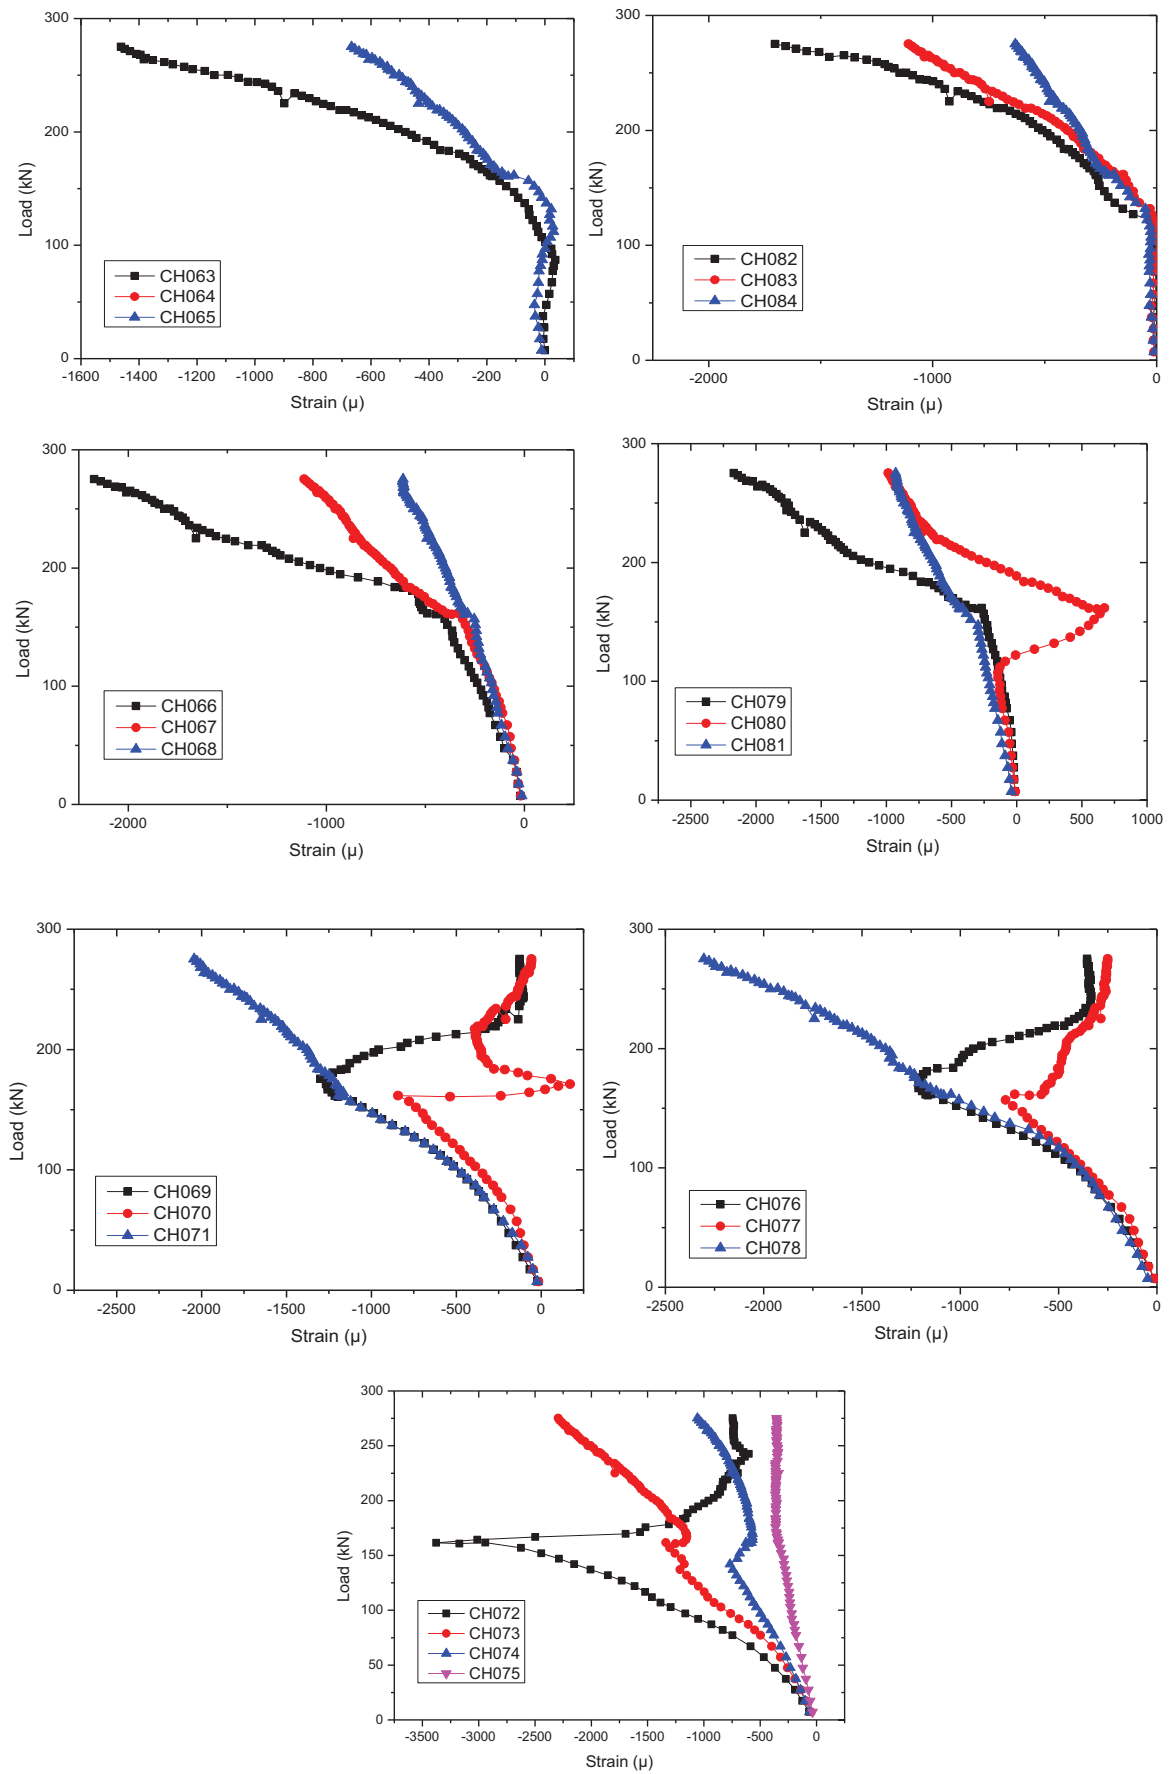 300
200
100
0
Load (kN)
CH063
CH064
CH065
-1600 -1400 -1200 -1000 -800 -600 -400 -200 0
Strain (μ)
300
200
100
0
Load (kN)
CH082
CH083
CH084
-2000 -1000 0
Strain (μ)
300
200
100
0
Load (kN)
CH066
CH067
CH068
-2000 -1000 0
Strain (μ)
300
200
100
0
Load (kN)
CH079
CH080
CH081
-2500 -2000 -1500 -1000 -500 0 500 1000
Strain (μ)
300
200
100
0
Load (kN)
CH069
CH070
CH071
-2500 -2000 -1500 -1000 -500 0
Strain (μ)
300
200
100
0
Load (kN)
CH076
CH077
CH078
-2500 -2000 -1500 -1000 -500 0
Strain (μ)
300
250
200
150
100
50
0
Load (kN)
CH072
CH073
CH074
CH075
-3500 -3000 -2500 -2000 -1500 -1000 -500 0
Strain (μ)